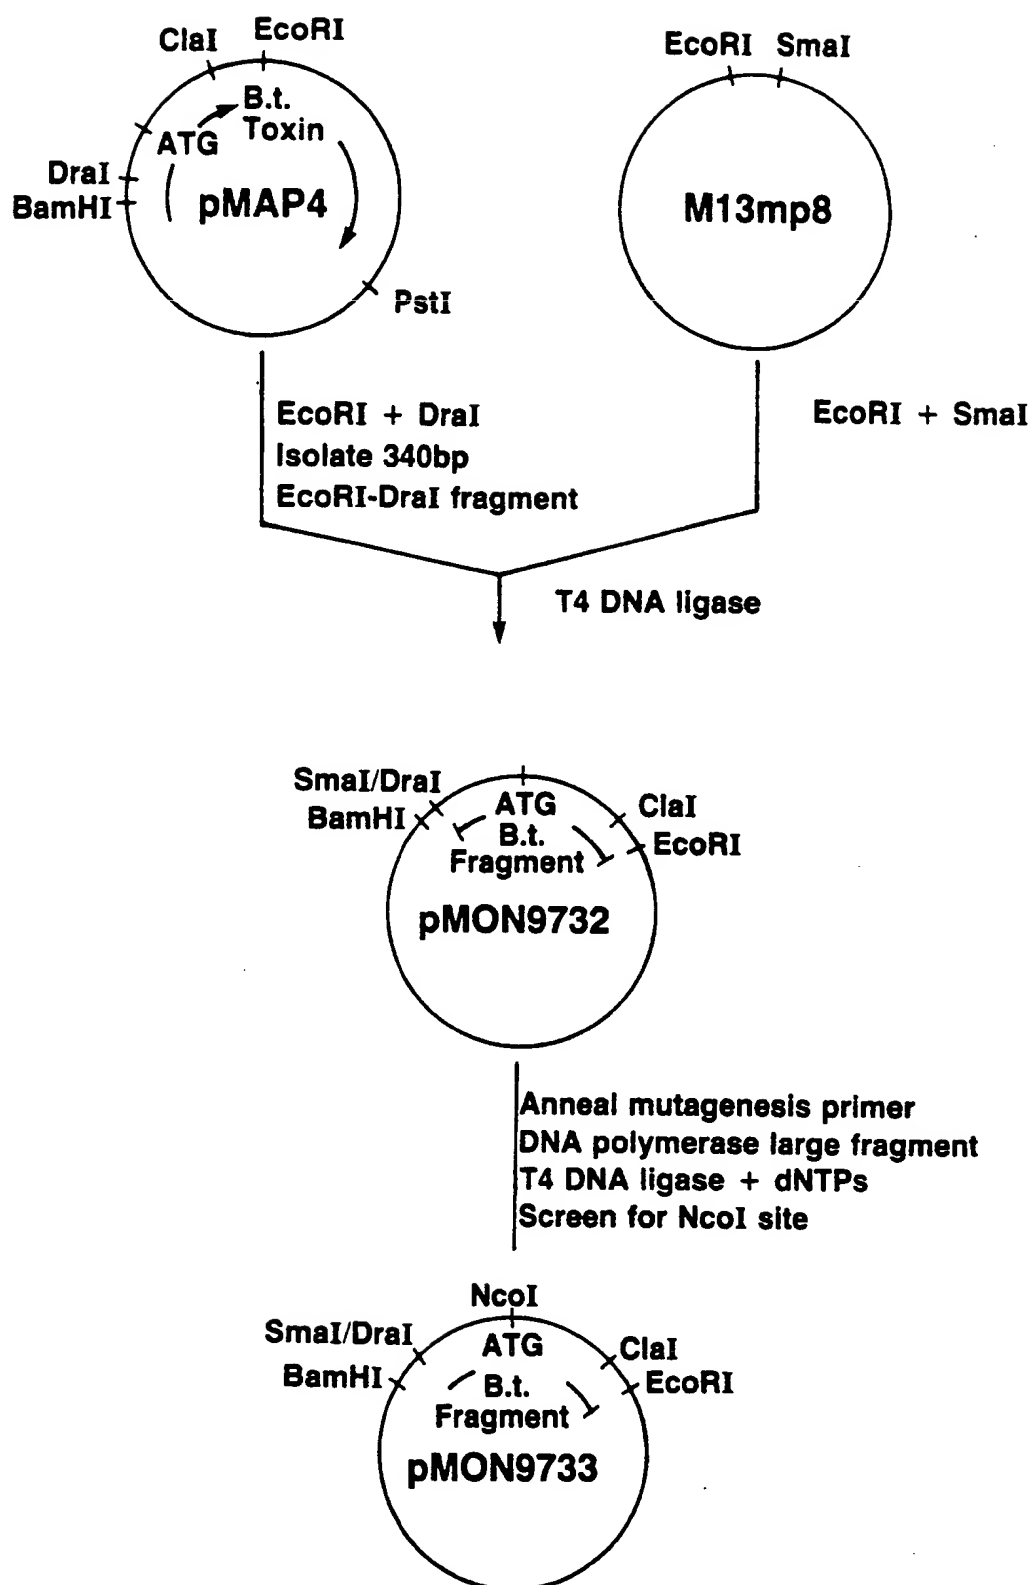 ClaI
EcoRI
B.t.
Toxin
ATG
DraI
BamHI
pMAP4
PstI
EcoRI
SmaI
M13mp8
EcoRI + DraI
Isolate 340bp
EcoRI-DraI fragment
EcoRI + SmaI
T4 DNA ligase
SmaI/DraI
BamHI
ATG
B.t.
Fragment
ClaI
EcoRI
pMON9732
Anneal mutagenesis primer
DNA polymerase large fragment
T4 DNA ligase + dNTPs
Screen for NcoI site
NcoI
SmaI/DraI
BamHI
ATG
B.t.
Fragment
ClaI
EcoRI
pMON9733